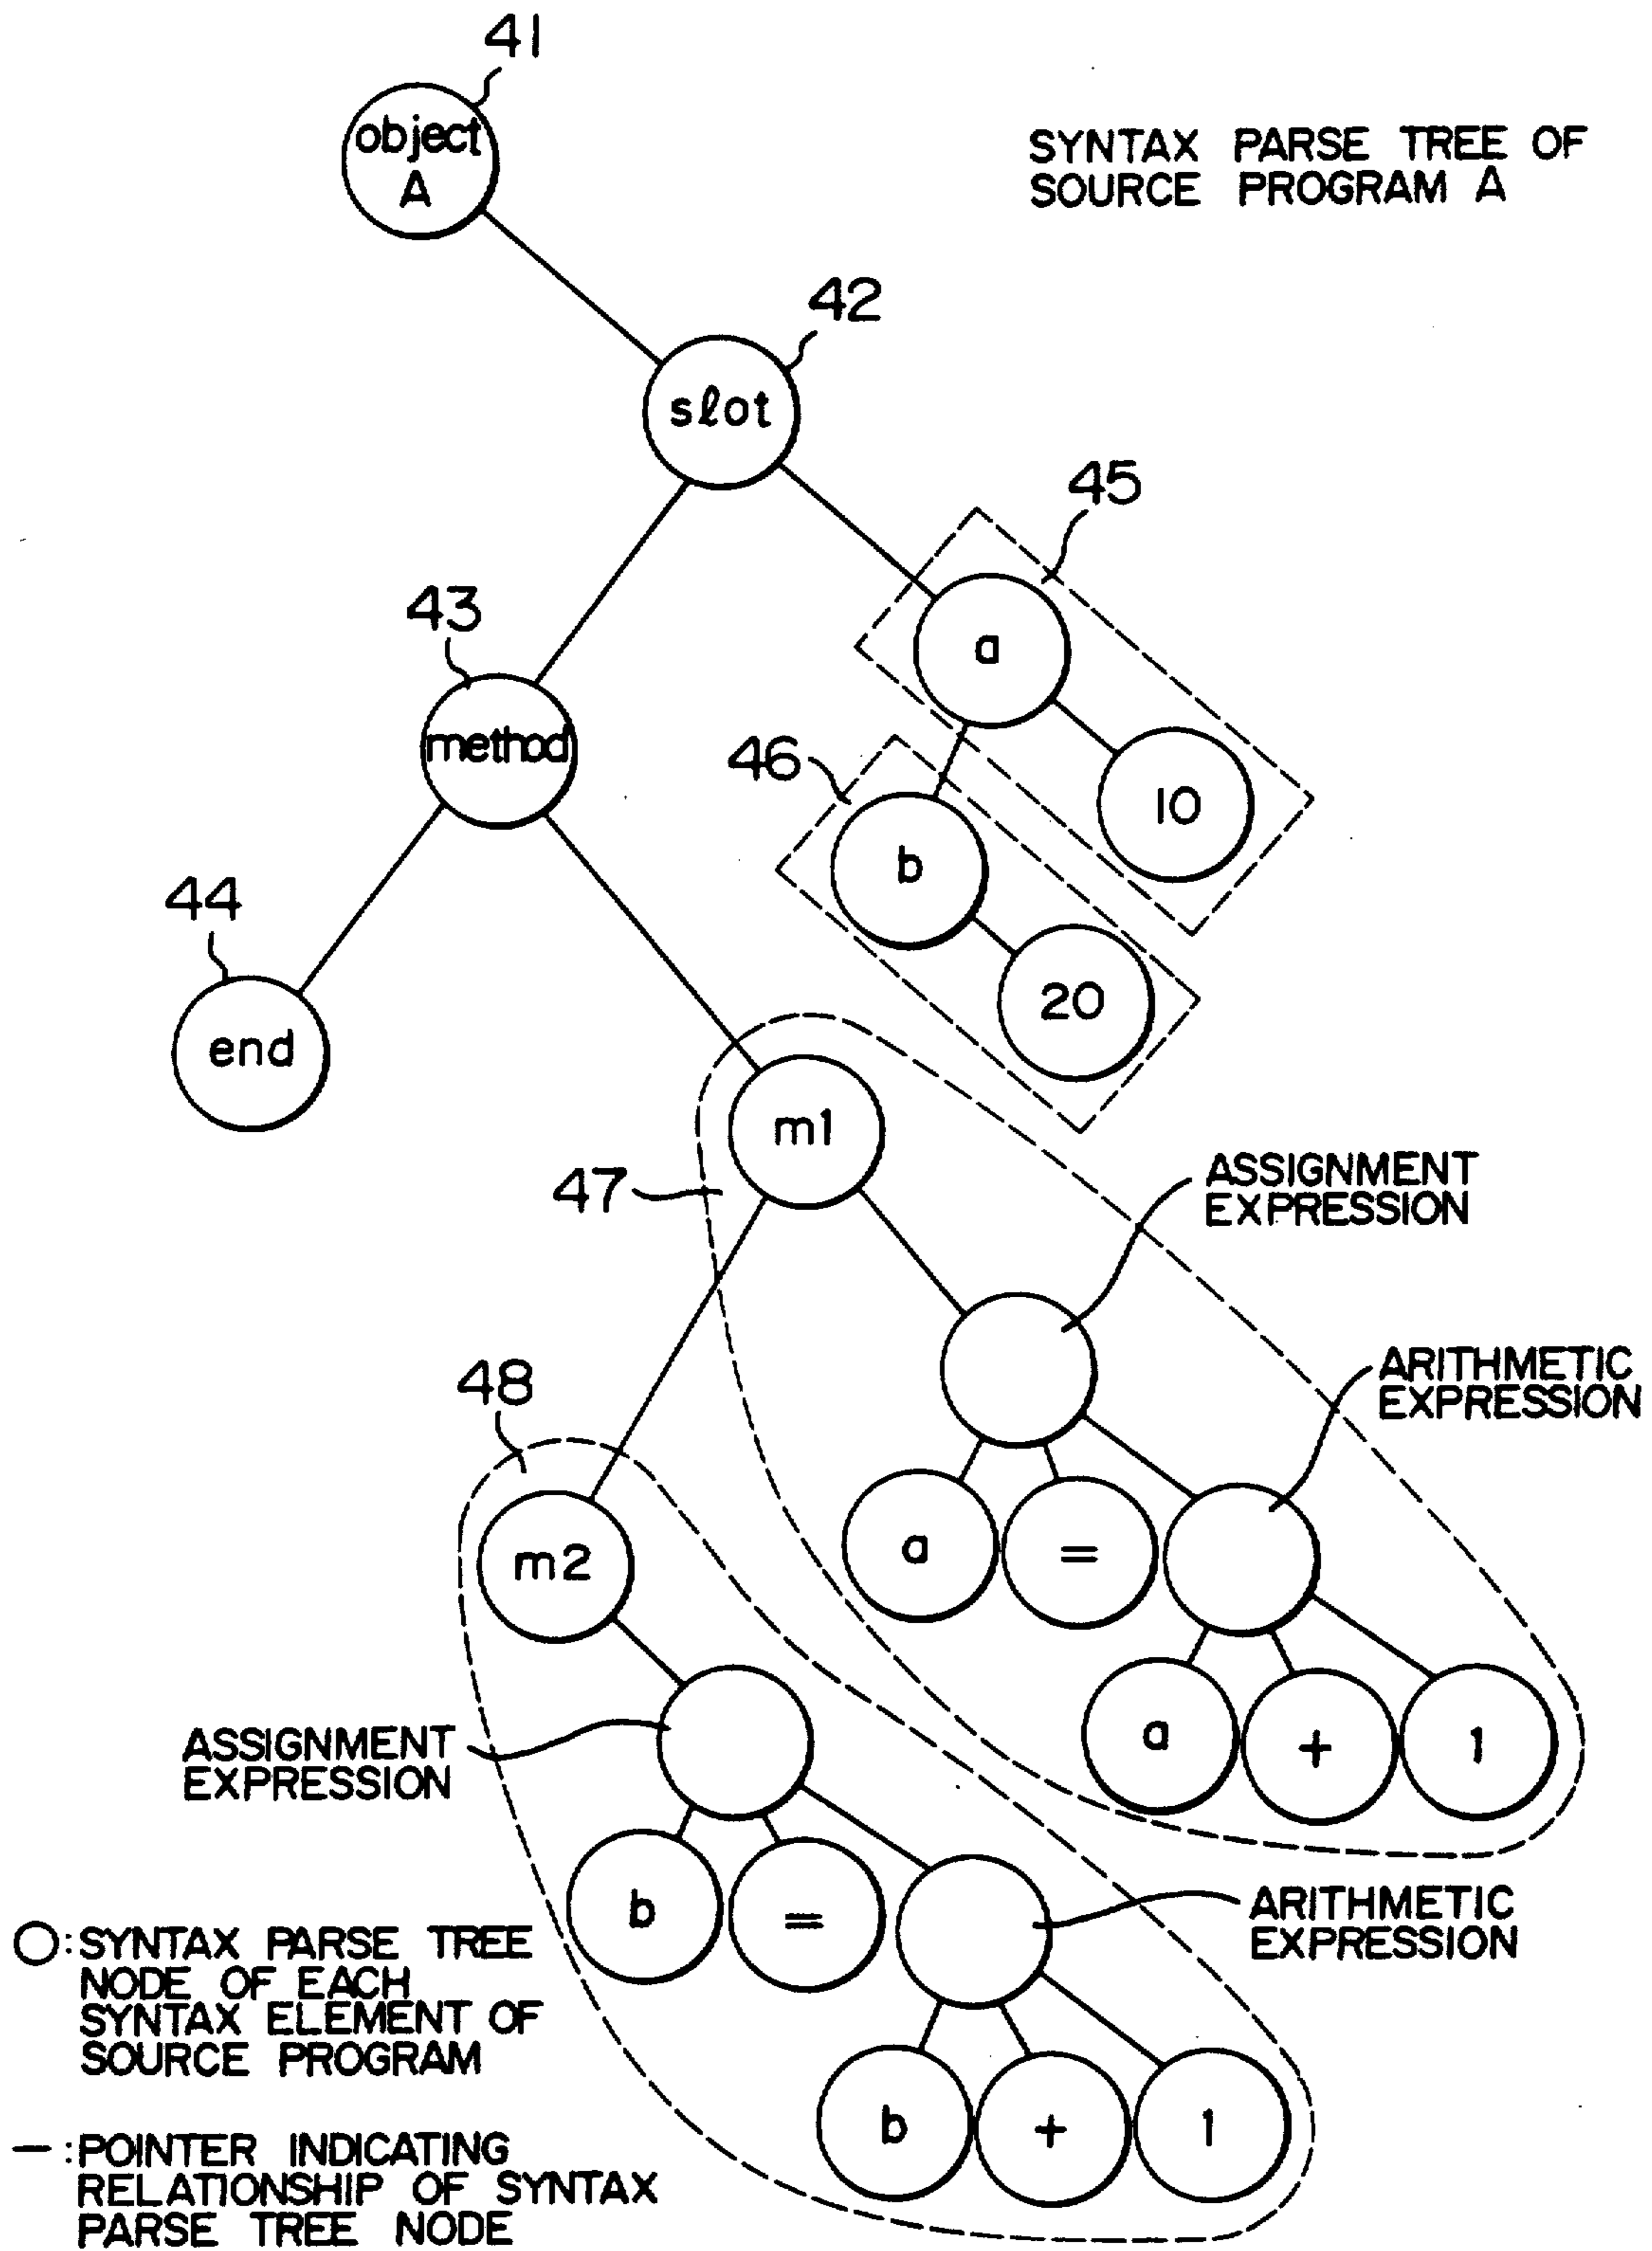 41
object
A
SYNTAX PARSE TREE OF
SOURCE PROGRAM A
42
slot
45
43
a
method
46
10
b
44
20
end
m1
47
ASSIGNMENT
EXPRESSION
48
ARITHMETIC
EXPRESSION
a
=
m2
a
+
1
ASSIGNMENT
EXPRESSION
b
=
ARITHMETIC
EXPRESSION
○:SYNTAX PARSE TREE
NODE OF EACH
SYNTAX ELEMENT OF
SOURCE PROGRAM
b
+
1
—:POINTER INDICATING
RELATIONSHIP OF SYNTAX
PARSE TREE NODE